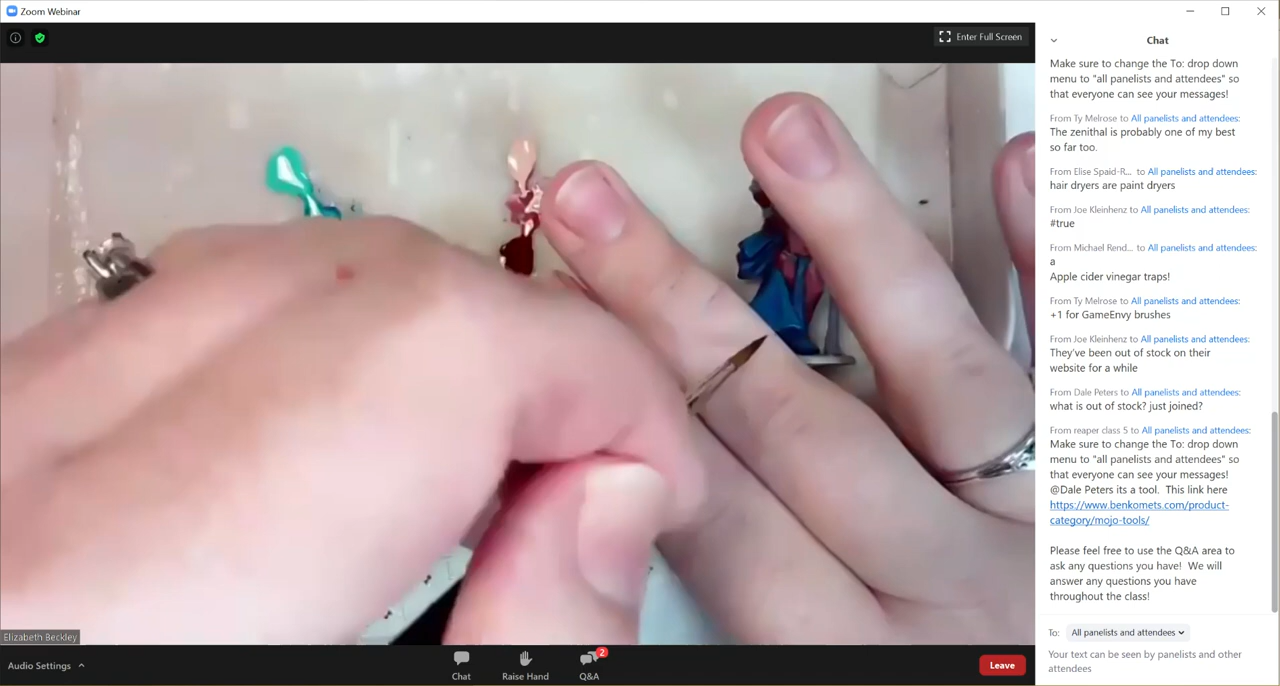 Zoom Webinar
Enter Full Screen
Chat
Make sure to change the To: drop down
menu to "all panelists and attendees" so
that everyone can see your messages!
From Ty Melrose to All panelists and attendees:
The zenithal is probably one of my best
so far too.
From Elise Spaid-R... to All panelists and attendees:
hair dryers are paint dryers
From Joe Kleinhenz to All panelists and attendees:
#true
From Michael Rend... to All panelists and attendees:
a
Apple cider vinegar traps!
From Ty Melrose to All panelists and attendees:
+1 for GameEnvy brushes
From Joe Kleinhenz to All panelists and attendees:
They've been out of stock on their
website for a while
From Dale Peters to All panelists and attendees:
what is out of stock? just joined?
From reaper class 5 to All panelists and attendees:
Make sure to change the To: drop down
menu to "all panelists and attendees" so
that everyone can see your messages!
@Dale Peters its a tool. This link here
https://www.benkomets.com/product-
category/mojo-tools/
Please feel free to use the Q&A area to
ask any questions you have! We will
answer any questions you have
throughout the class!
To: All panelists and attendees
Your text can be seen by panelists and other
attendees
Elizabeth Beckley
Audio Settings
Chat
Raise Hand
2
Q&A
Leave